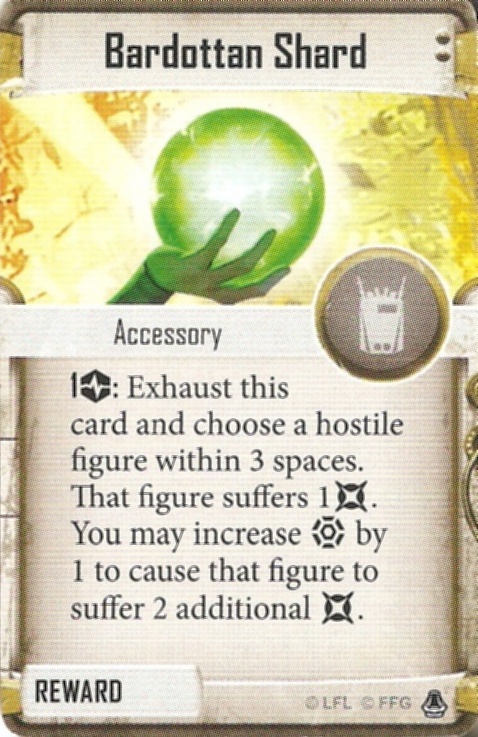 Bardottan Shard
Accessory
1: Exhaust this
card and choose a hostile
figure within 3 spaces.
That figure suffers 1.
You may increase by
1 to cause that figure to
suffer 2 additional.
REWARD
© LFL © FFG